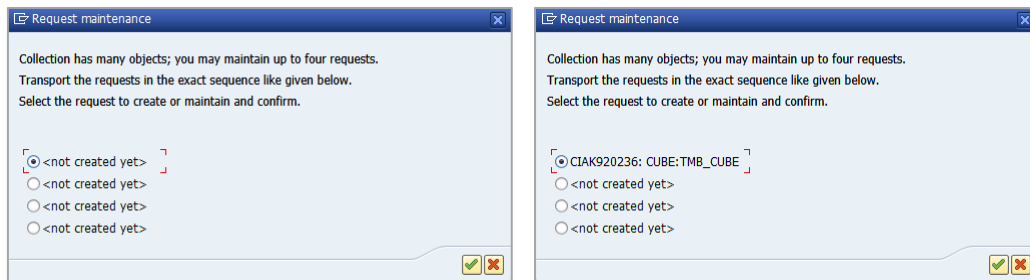 Request maintenance
Collection has many objects; you may maintain up to four requests.
Transport the requests in the exact sequence like given below.
Select the request to create or maintain and confirm.
<not created yet>
<not created yet>
<not created yet>
<not created yet>
Request maintenance
Collection has many objects; you may maintain up to four requests.
Transport the requests in the exact sequence like given below.
Select the request to create or maintain and confirm.
CIAK920236: CUBE:TMB_CUBE
<not created yet>
<not created yet>
<not created yet>